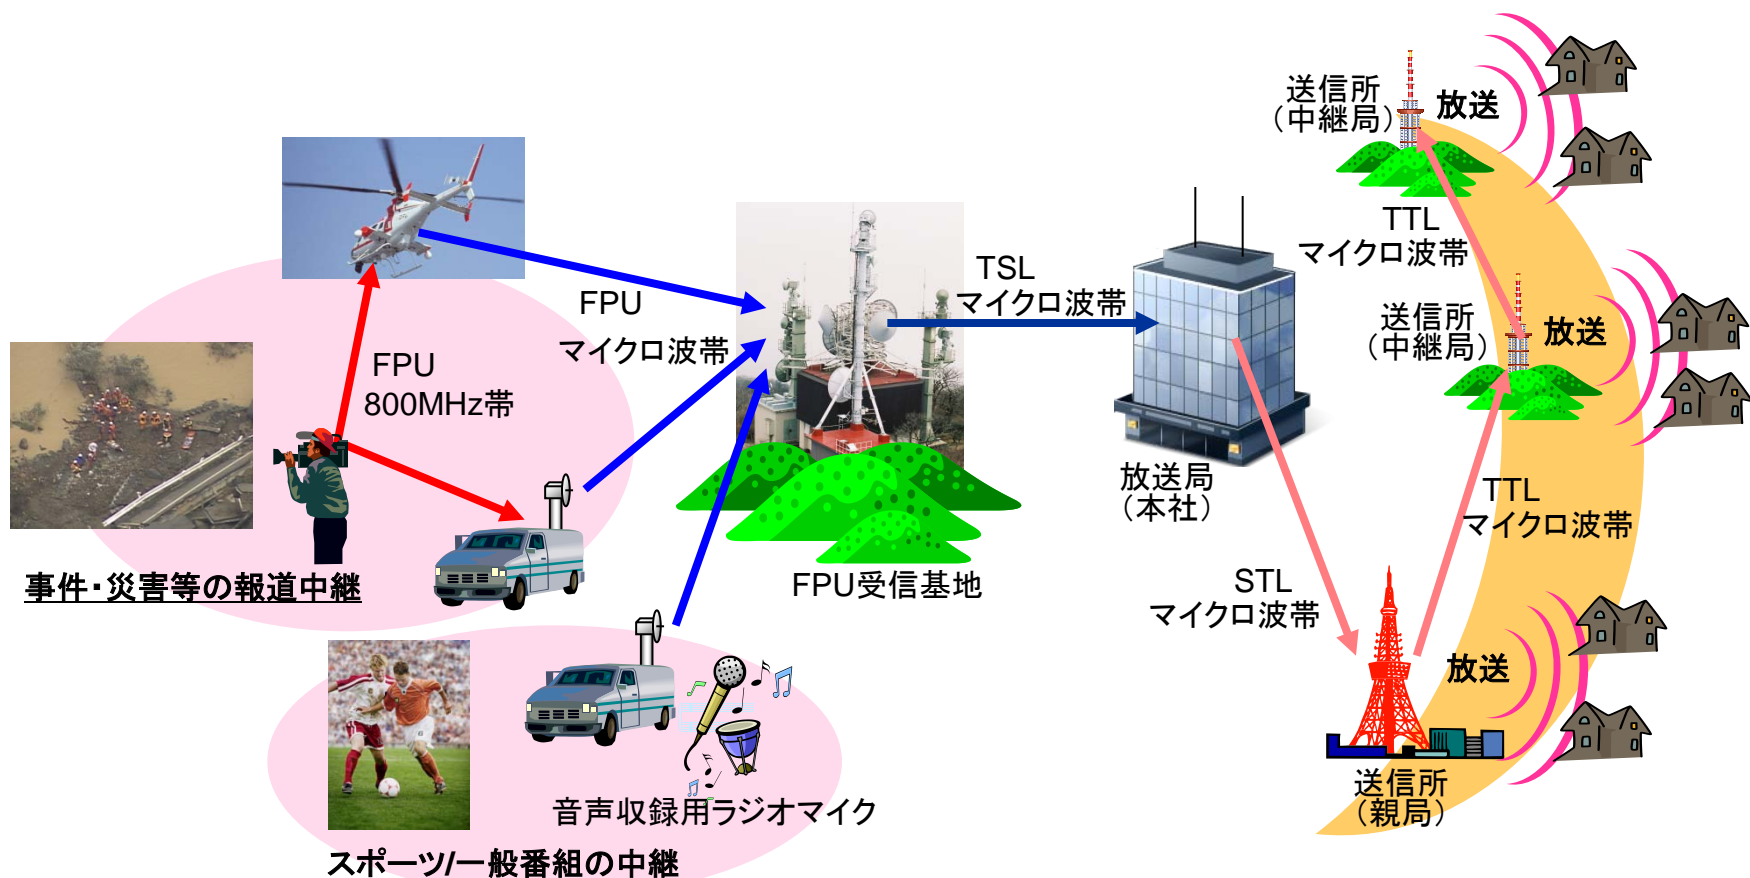 送信所
（中継局）
放送
TTL
マイクロ波帯
TSL
マイクロ波帯
FPU
マイクロ波帯
送信所
（中継局）
放送
FPU
800MHz帯
放送局
（本社）
TTL
マイクロ波帯
事件・災害等の報道中継
FPU受信基地
STL
マイクロ波帯
放送
音声収録用ラジオマイク
送信所
（親局）
スポーツ/一般番組の中継